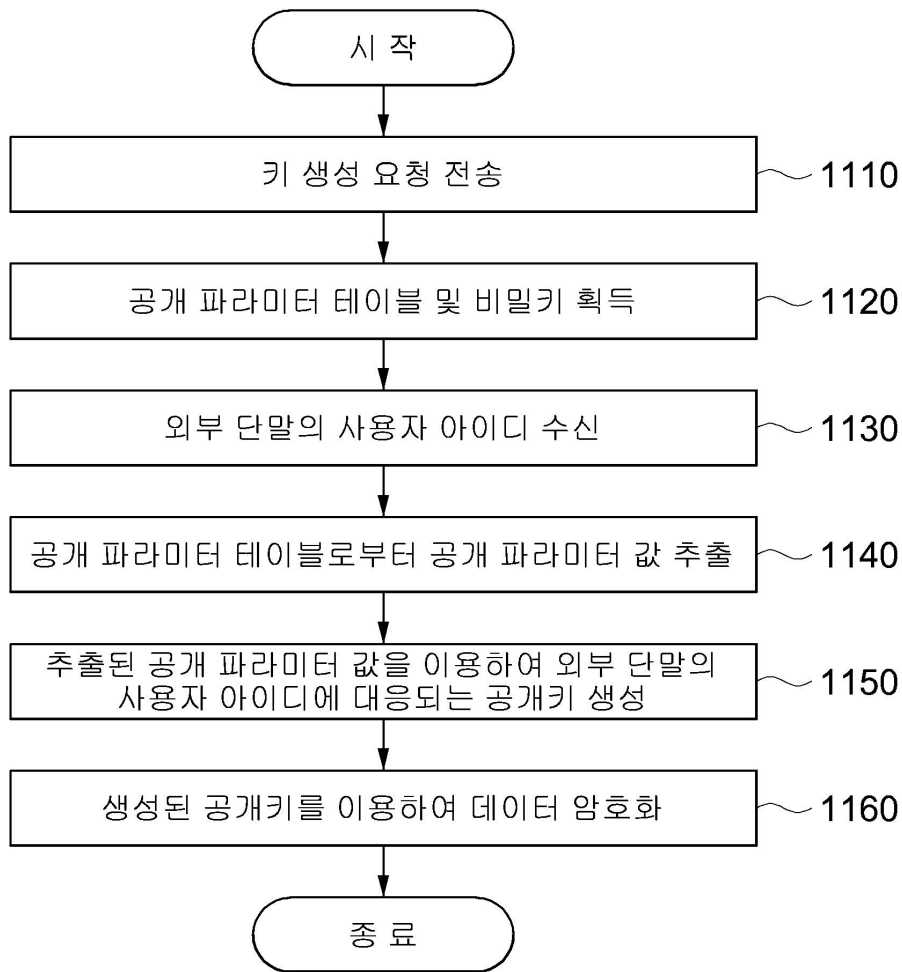 시 작
키 생성 요청 전송
1110
공개 파라미터 테이블 및 비밀키 획득
1120
외부 단말의 사용자 아이디 수신
1130
공개 파라미터 테이블로부터 공개 파라미터 값 추출
1140
추출된 공개 파라미터 값을 이용하여 외부 단말의
사용자 아이디에 대응되는 공개키 생성
1150
생성된 공개키를 이용하여 데이터 암호화
1160
종 료